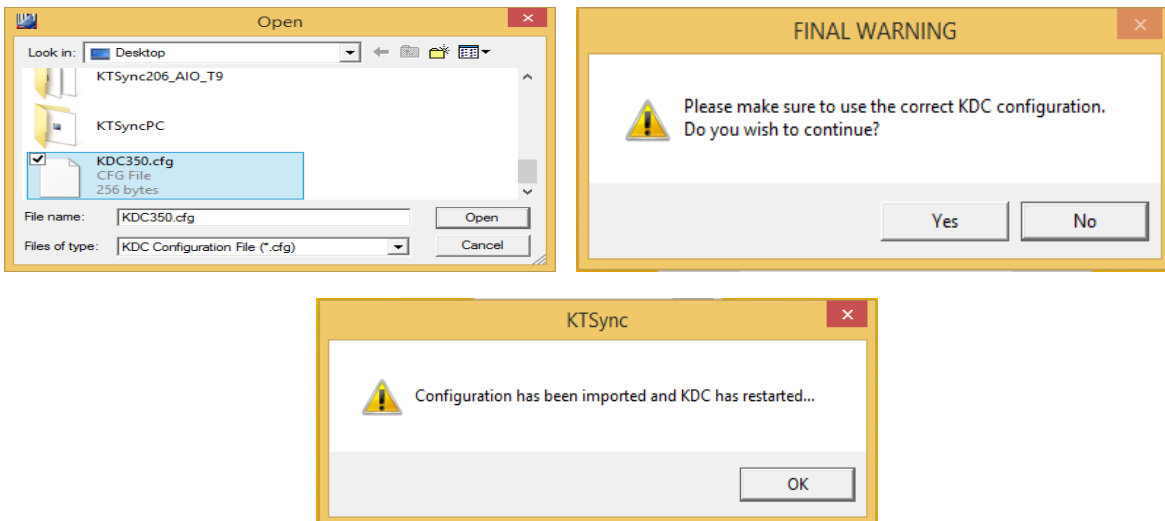 Open
Look in: Desktop
KTSync206_AIO_T9
KTSyncPC
KDC350.cfg
CFG File
256 bytes
File name: KDC350.cfg Open
Files of type: KDC Configuration File (*.cfg) Cancel
FINAL WARNING
Please make sure to use the correct KDC configuration.
Do you wish to continue?
Yes No
KTSync
Configuration has been imported and KDC has restarted...
OK